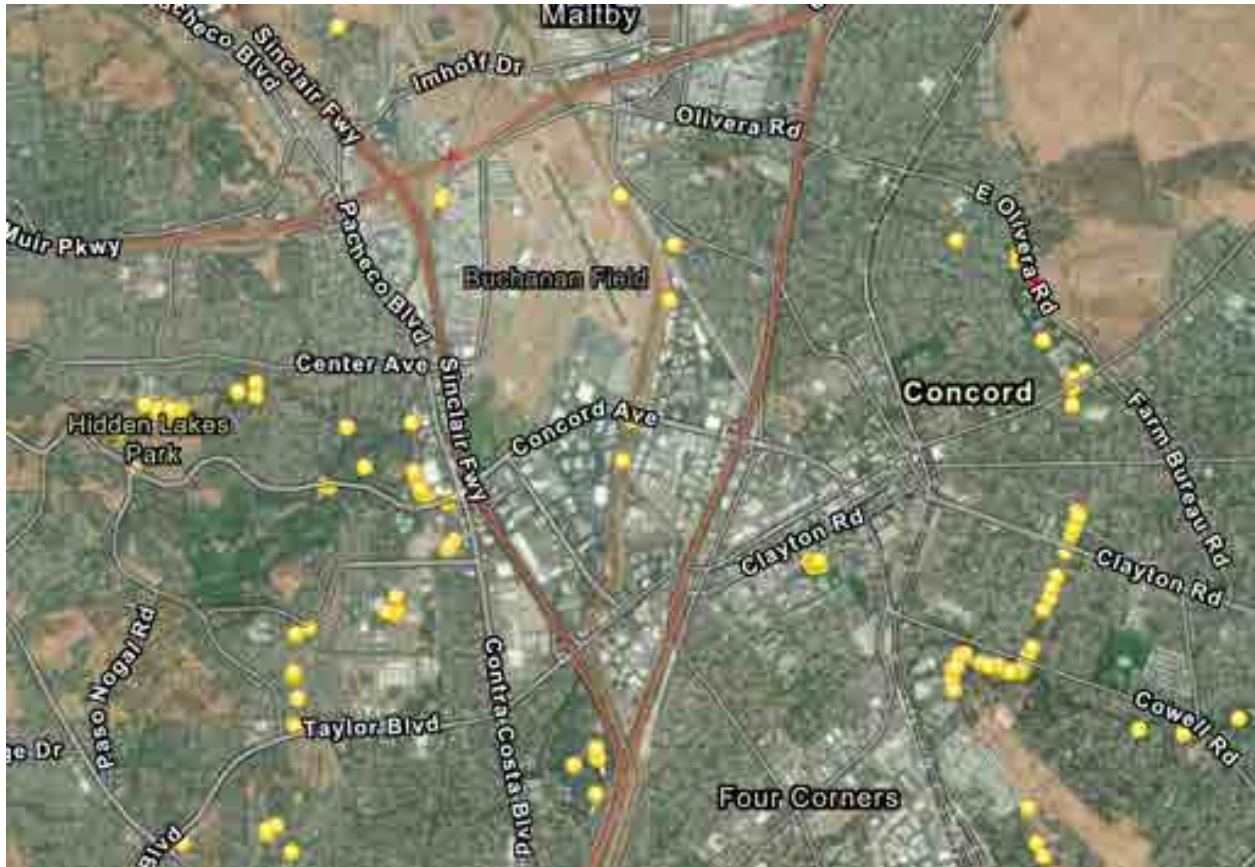 Maltby
Pacheco Blvd
Sinclair Fwy
Imhoff Dr
Olivera Rd
Muir Pkwy
Pacheco Blvd
E Olivera Rd
Buchanan Field
Center Ave
Sinclair Fwy
Concord
Concord Ave
Hidden Lakes
Park
Farm Bureau Rd
Clayton Rd
Clayton Rd
Paso Nogal Rd
Contra Costa Blvd
Taylor Blvd
Cowell Rd
ge Dr
Four Corners
Blvd